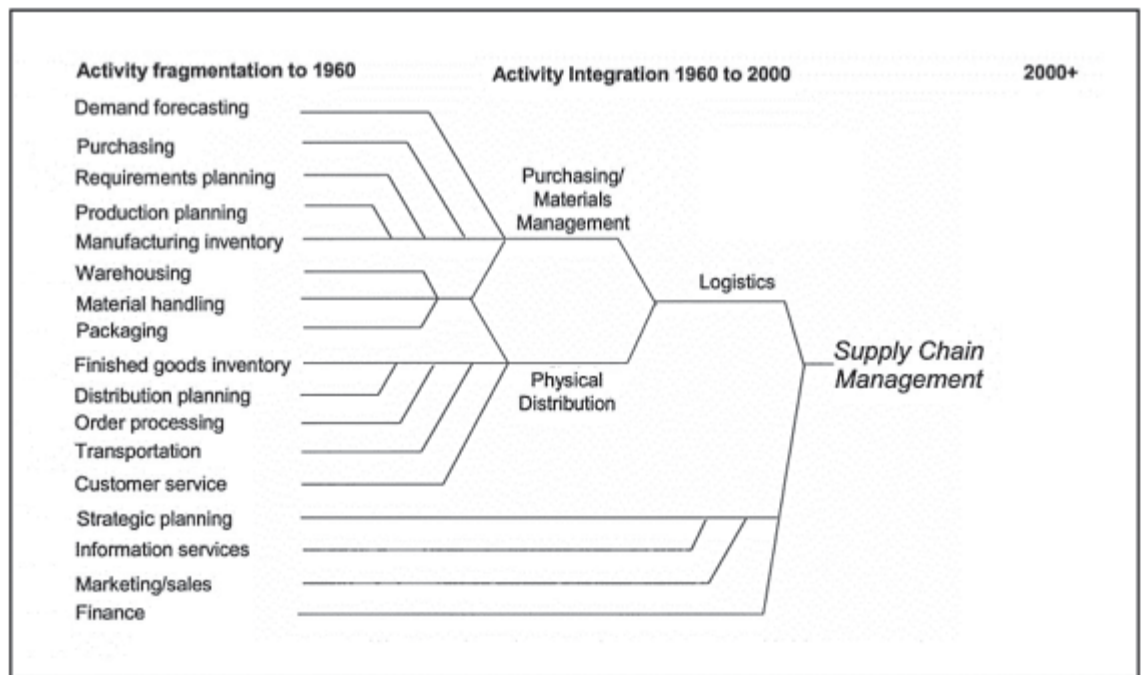 Activity fragmentation to 1960
Activity Integration 1960 to 2000
2000+
Demand forecasting
Purchasing
Requirements planning
Production planning
Manufacturing inventory
Warehousing
Material handling
Packaging
Finished goods inventory
Distribution planning
Order processing
Transportation
Customer service
Strategic planning
Information services
Marketing/sales
Finance
Purchasing/
Materials
Management
Physical
Distribution
Logistics
Supply Chain
Management